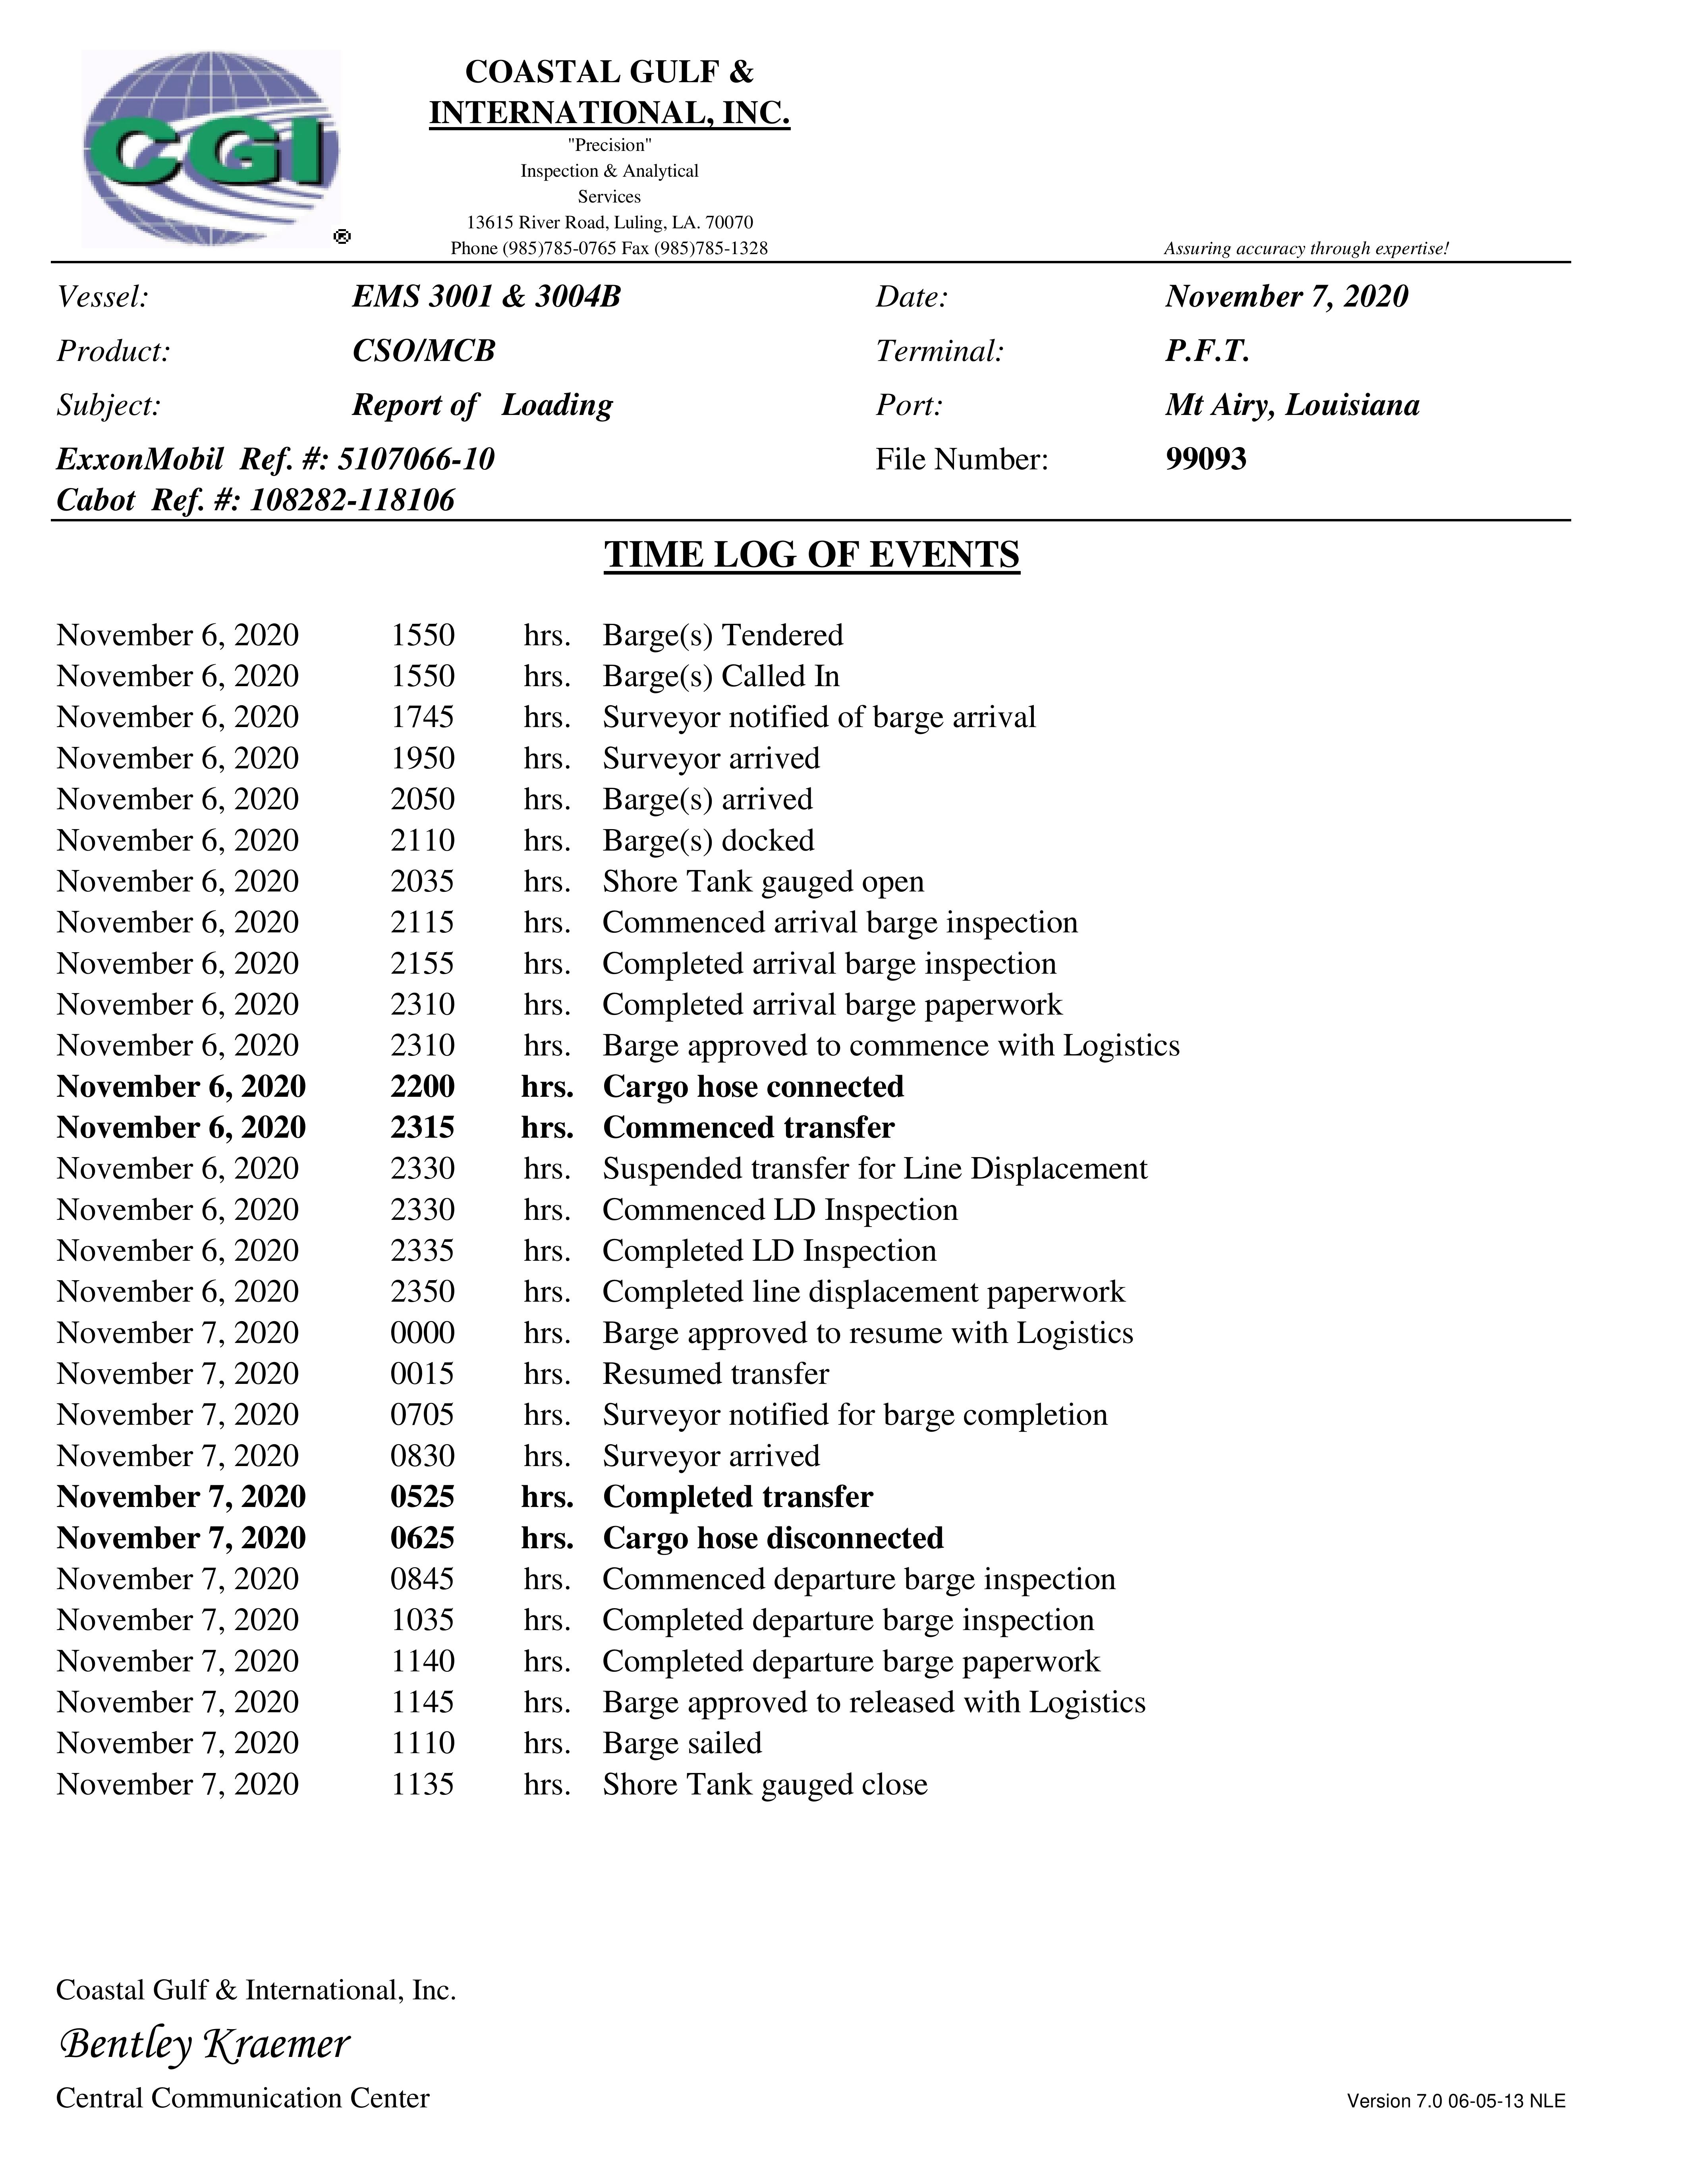 CGI
®
COASTAL GULF &
INTERNATIONAL, INC.
"Precision"
Inspection & Analytical
Services
13615 River Road, Luling, LA. 70070
Phone (985)785-0765 Fax (985)785-1328
Assuring accuracy through expertise!
Vessel: EMS 3001 & 3004B Date: November 7, 2020
Product: CSO/MCB Terminal: P.F.T.
Subject: Report of Loading Port: Mt Airy, Louisiana
ExxonMobil Ref. #: 5107066-10 File Number: 99093
Cabot Ref. #: 108282-118106
TIME LOG OF EVENTS
November 6, 2020 1550 hrs. Barge(s) Tendered
November 6, 2020 1550 hrs. Barge(s) Called In
November 6, 2020 1745 hrs. Surveyor notified of barge arrival
November 6, 2020 1950 hrs. Surveyor arrived
November 6, 2020 2050 hrs. Barge(s) arrived
November 6, 2020 2110 hrs. Barge(s) docked
November 6, 2020 2035 hrs. Shore Tank gauged open
November 6, 2020 2115 hrs. Commenced arrival barge inspection
November 6, 2020 2155 hrs. Completed arrival barge inspection
November 6, 2020 2310 hrs. Completed arrival barge paperwork
November 6, 2020 2310 hrs. Barge approved to commence with Logistics
November 6, 2020 2200 hrs. Cargo hose connected
November 6, 2020 2315 hrs. Commenced transfer
November 6, 2020 2330 hrs. Suspended transfer for Line Displacement
November 6, 2020 2330 hrs. Commenced LD Inspection
November 6, 2020 2335 hrs. Completed LD Inspection
November 6, 2020 2350 hrs. Completed line displacement paperwork
November 7, 2020 0000 hrs. Barge approved to resume with Logistics
November 7, 2020 0015 hrs. Resumed transfer
November 7, 2020 0705 hrs. Surveyor notified for barge completion
November 7, 2020 0830 hrs. Surveyor arrived
November 7, 2020 0525 hrs. Completed transfer
November 7, 2020 0625 hrs. Cargo hose disconnected
November 7, 2020 0845 hrs. Commenced departure barge inspection
November 7, 2020 1035 hrs. Completed departure barge inspection
November 7, 2020 1140 hrs. Completed departure barge paperwork
November 7, 2020 1145 hrs. Barge approved to released with Logistics
November 7, 2020 1110 hrs. Barge sailed
November 7, 2020 1135 hrs. Shore Tank gauged close
Coastal Gulf & International, Inc.
Bentley Kraemer
Central Communication Center
Version 7.0 06-05-13 NLE